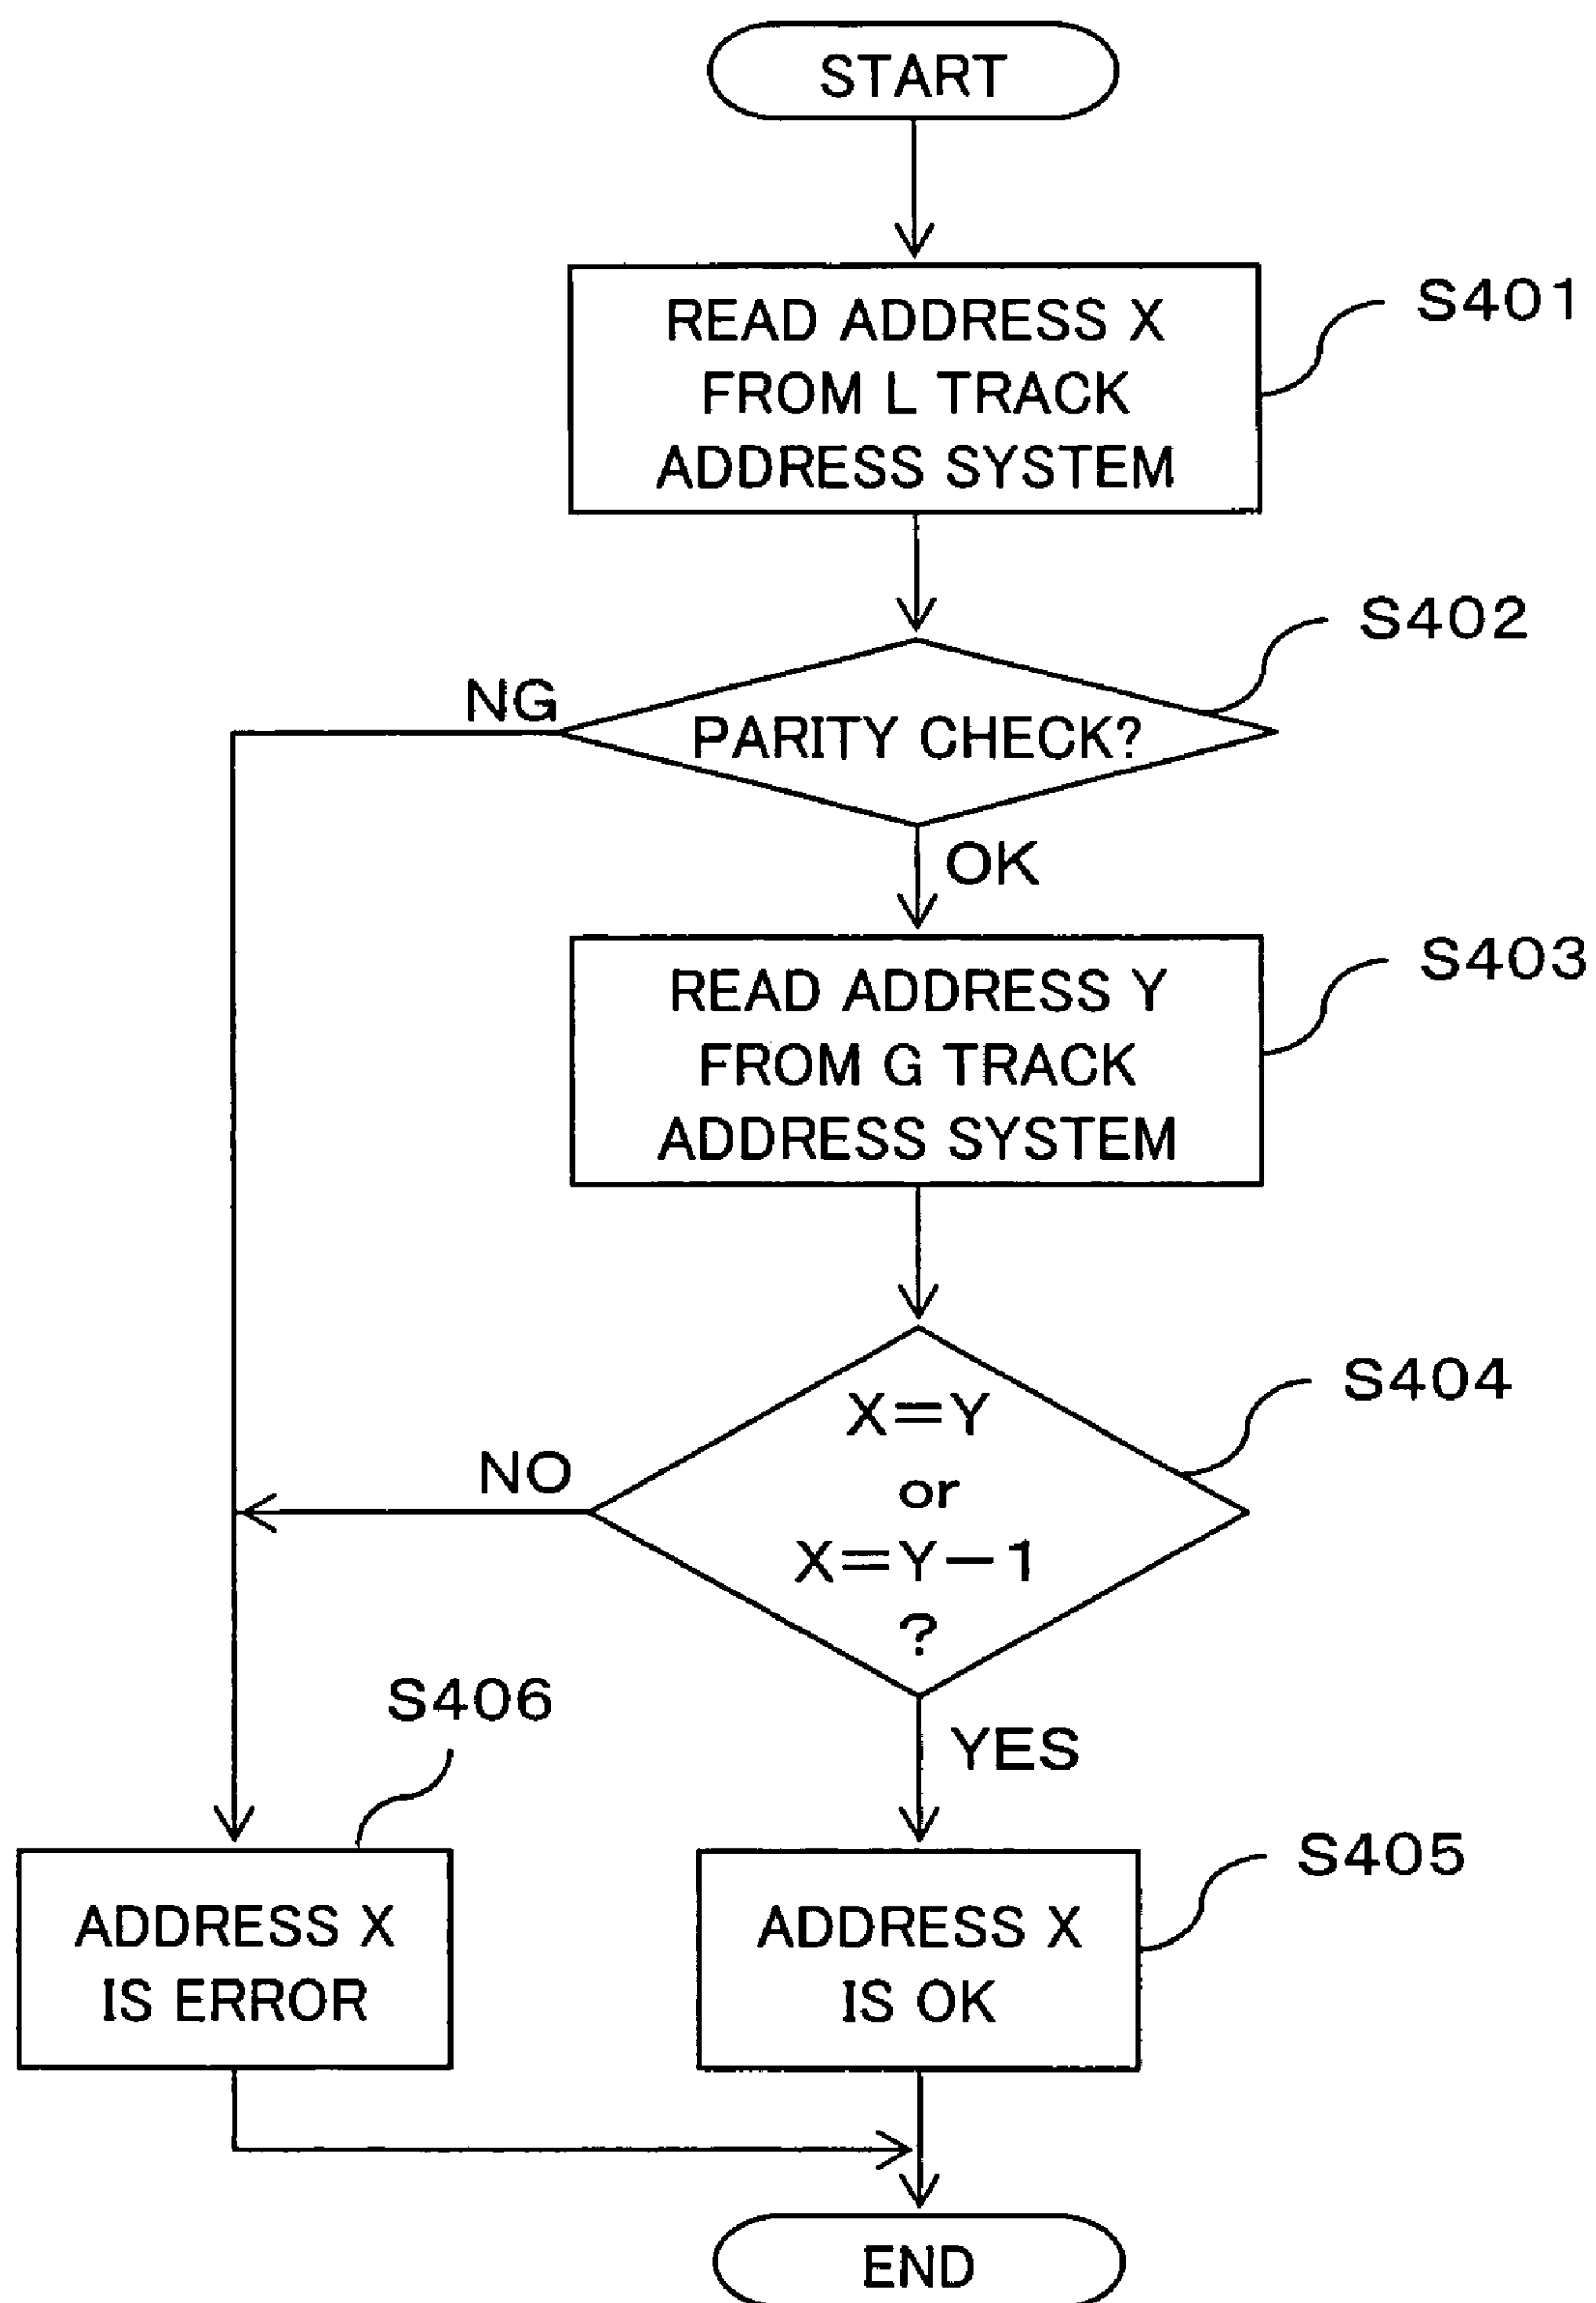 START
READ ADDRESS X
FROM L TRACK
ADDRESS SYSTEM
S401
S402
NG
PARITY CHECK?
OK
READ ADDRESS Y
FROM G TRACK
ADDRESS SYSTEM
S403
S404
X=Y
or
X=Y-1
?
NO
YES
S406
ADDRESS X
IS ERROR
S405
ADDRESS X
IS OK
END